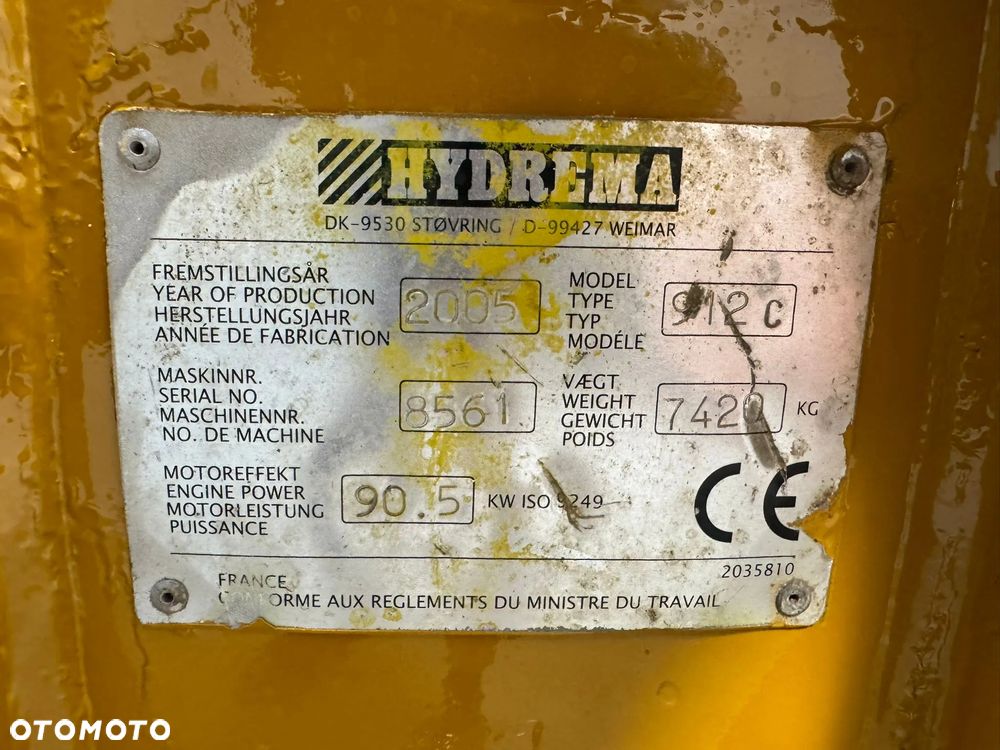 HYDREMA
DK-9530 STØVRING / D-99427 WEIMAR
FREMSTILLINGSÅR
YEAR OF PRODUCTION
HERSTELLUNGSJAHR
ANNÉE DE FABRICATION
2005
MODEL
TYPE
TYP
MODÉLE
912C
MASKINNR.
SERIAL NO.
MASCHINENNR.
NO. DE MACHINE
8561
VÆGT
WEIGHT
GEWICHT
POIDS
7420 KG
MOTOREFFEKT
ENGINE POWER
MOTORLEISTUNG
PUISSANCE
90.5 KW ISO 9249
CE
2035810
FRANCE
CONFORME AUX REGLEMENTS DU MINISTRE DU TRAVAIL
OTOMOTO